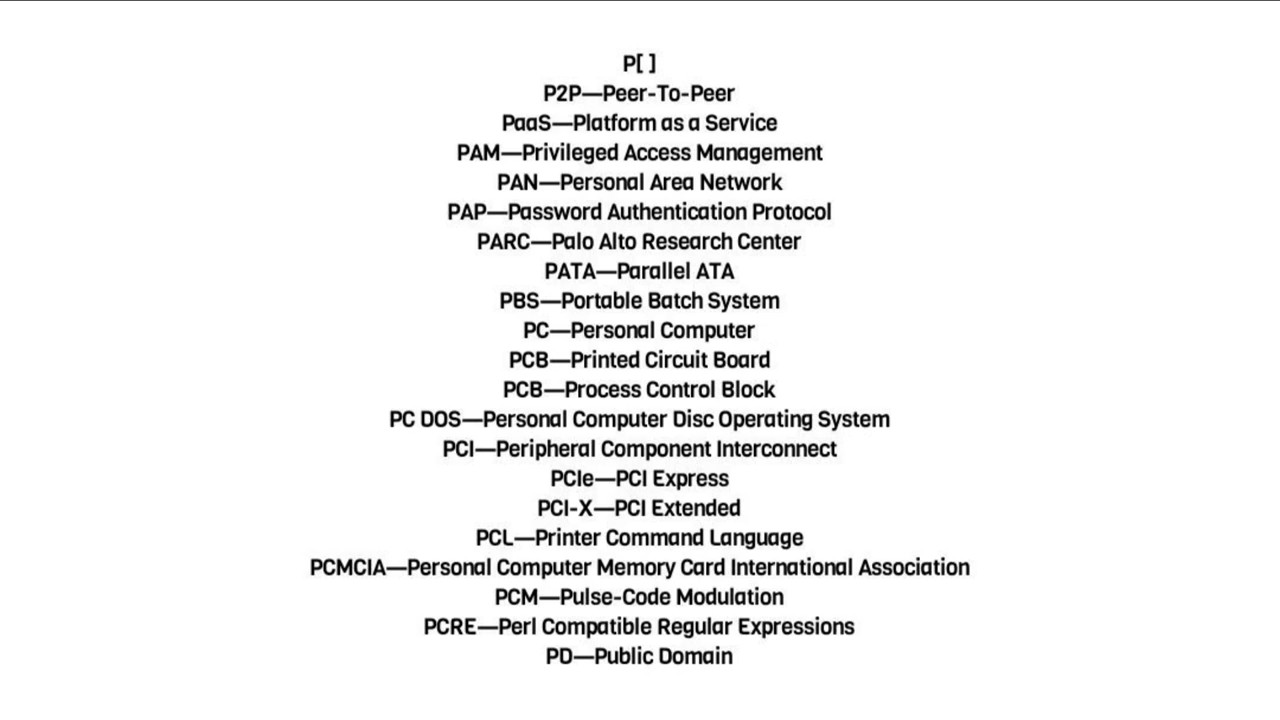 P[ ]
P2P—Peer-To-Peer
PaaS—Platform as a Service
PAM—Privileged Access Management
PAN—Personal Area Network
PAP—Password Authentication Protocol
PARC—Palo Alto Research Center
PATA—Parallel ATA
PBS—Portable Batch System
PC—Personal Computer
PCB—Printed Circuit Board
PCB—Process Control Block
PC DOS—Personal Computer Disc Operating System
PCI—Peripheral Component Interconnect
PCIe—PCI Express
PCI-X—PCI Extended
PCL—Printer Command Language
PCMCIA—Personal Computer Memory Card International Association
PCM—Pulse-Code Modulation
PCRE—Perl Compatible Regular Expressions
PD—Public Domain